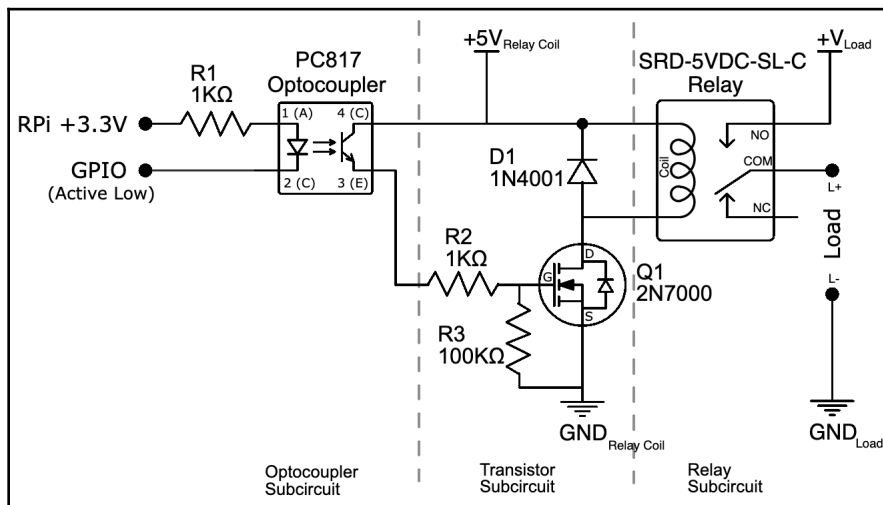 +5V Relay Coil
+V Load
PC817
Optocoupler
SRD-5VDC-SL-C
Relay
R1
1KΩ
1 (A)
4 (C)
RPi +3.3V
NO
D1
1N4001
Coil
COM
GPIO
(Active Low)
2 (C)
3 (E)
L+
NC
Load
R2
1KΩ
D
G
Q1
2N7000
L-
S
R3
100KΩ
GND Relay Coil
GND Load
Optocoupler
Subcircuit
Transistor
Subcircuit
Relay
Subcircuit